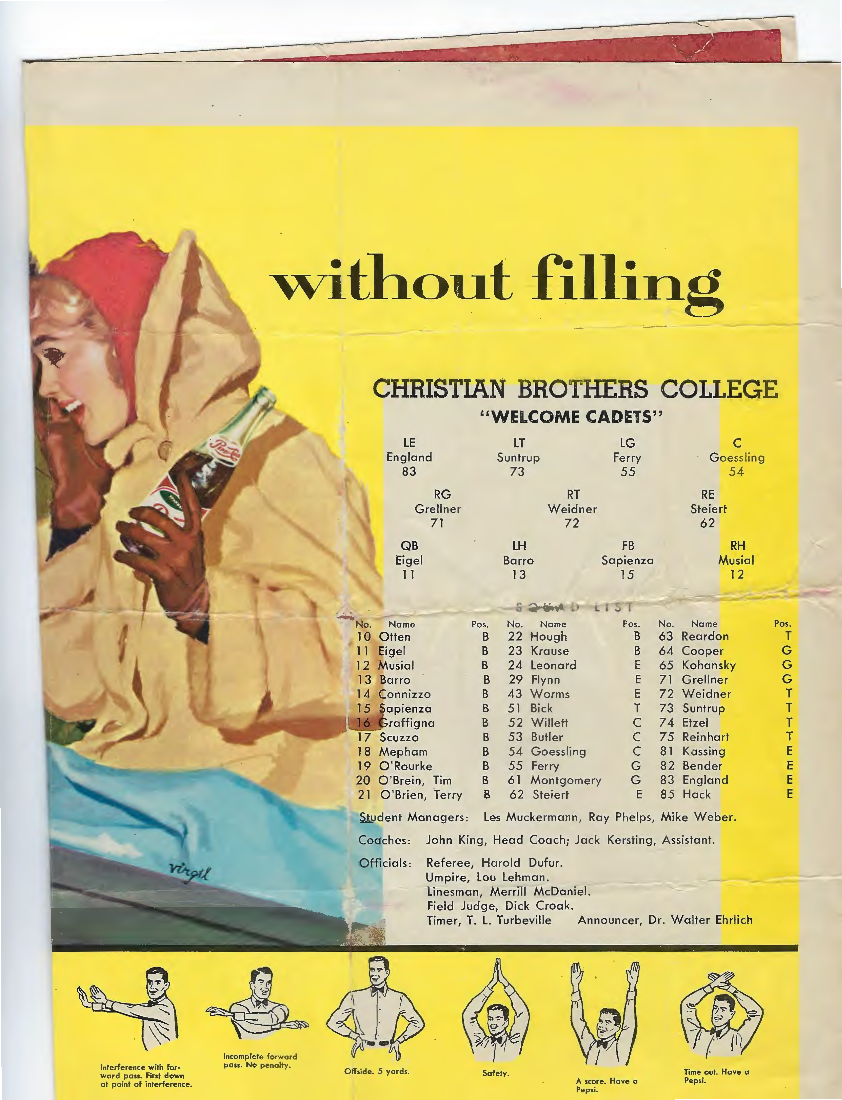 without filling
CHRISTIAN BROTHERS COLLEGE
"WELCOME CADETS"
LE LT LG C
England Suntrup Ferry Goessling
83 73 55 54
RG RT RE
Grellner Weidner Steiert
71 72 62
QB LH FB RH
Eigel Barro Sapienza Musial
11 13 15 12
SQUAD LIST
No. Name Pos. No. Name Pos. No. Name Pos.
10 Otten B 22 Hough B 63 Reardon T
11 Eigel B 23 Krause B 64 Cooper G
12 Musial B 24 Leonard E 65 Kohansky G
13 Barro B 29 Flynn E 71 Grellner G
14 Connizzo B 43 Worms E 72 Weidner T
15 Sapienza B 51 Bick T 73 Suntrup T
16 Graffigna B 52 Willett C 74 Etzel T
17 Scuzzo B 53 Butler C 75 Reinhart T
18 Mepham B 54 Goessling C 81 Kassing E
19 O'Rourke B 55 Ferry G 82 Bender E
20 O'Brein, Tim B 61 Montgomery G 83 England E
21 O'Brien, Terry B 62 Steiert E 85 Hack E
Student Managers: Les Muckermann, Ray Phelps, Mike Weber.
Coaches: John King, Head Coach; Jack Kersting, Assistant.
Officials: Referee, Harold Dufur.
Umpire, Lou Lehman.
Linesman, Merrill McDaniel.
Field Judge, Dick Croak.
Timer, T. L. Turbeville Announcer, Dr. Walter Ehrlich
virgil
Interference with for-
ward pass. First down
at point of interference.
Incomplete forward
pass. No penalty.
Offside. 5 yards.
Safety.
A score. Have a
Pepsi.
Time out. Have a
Pepsi.